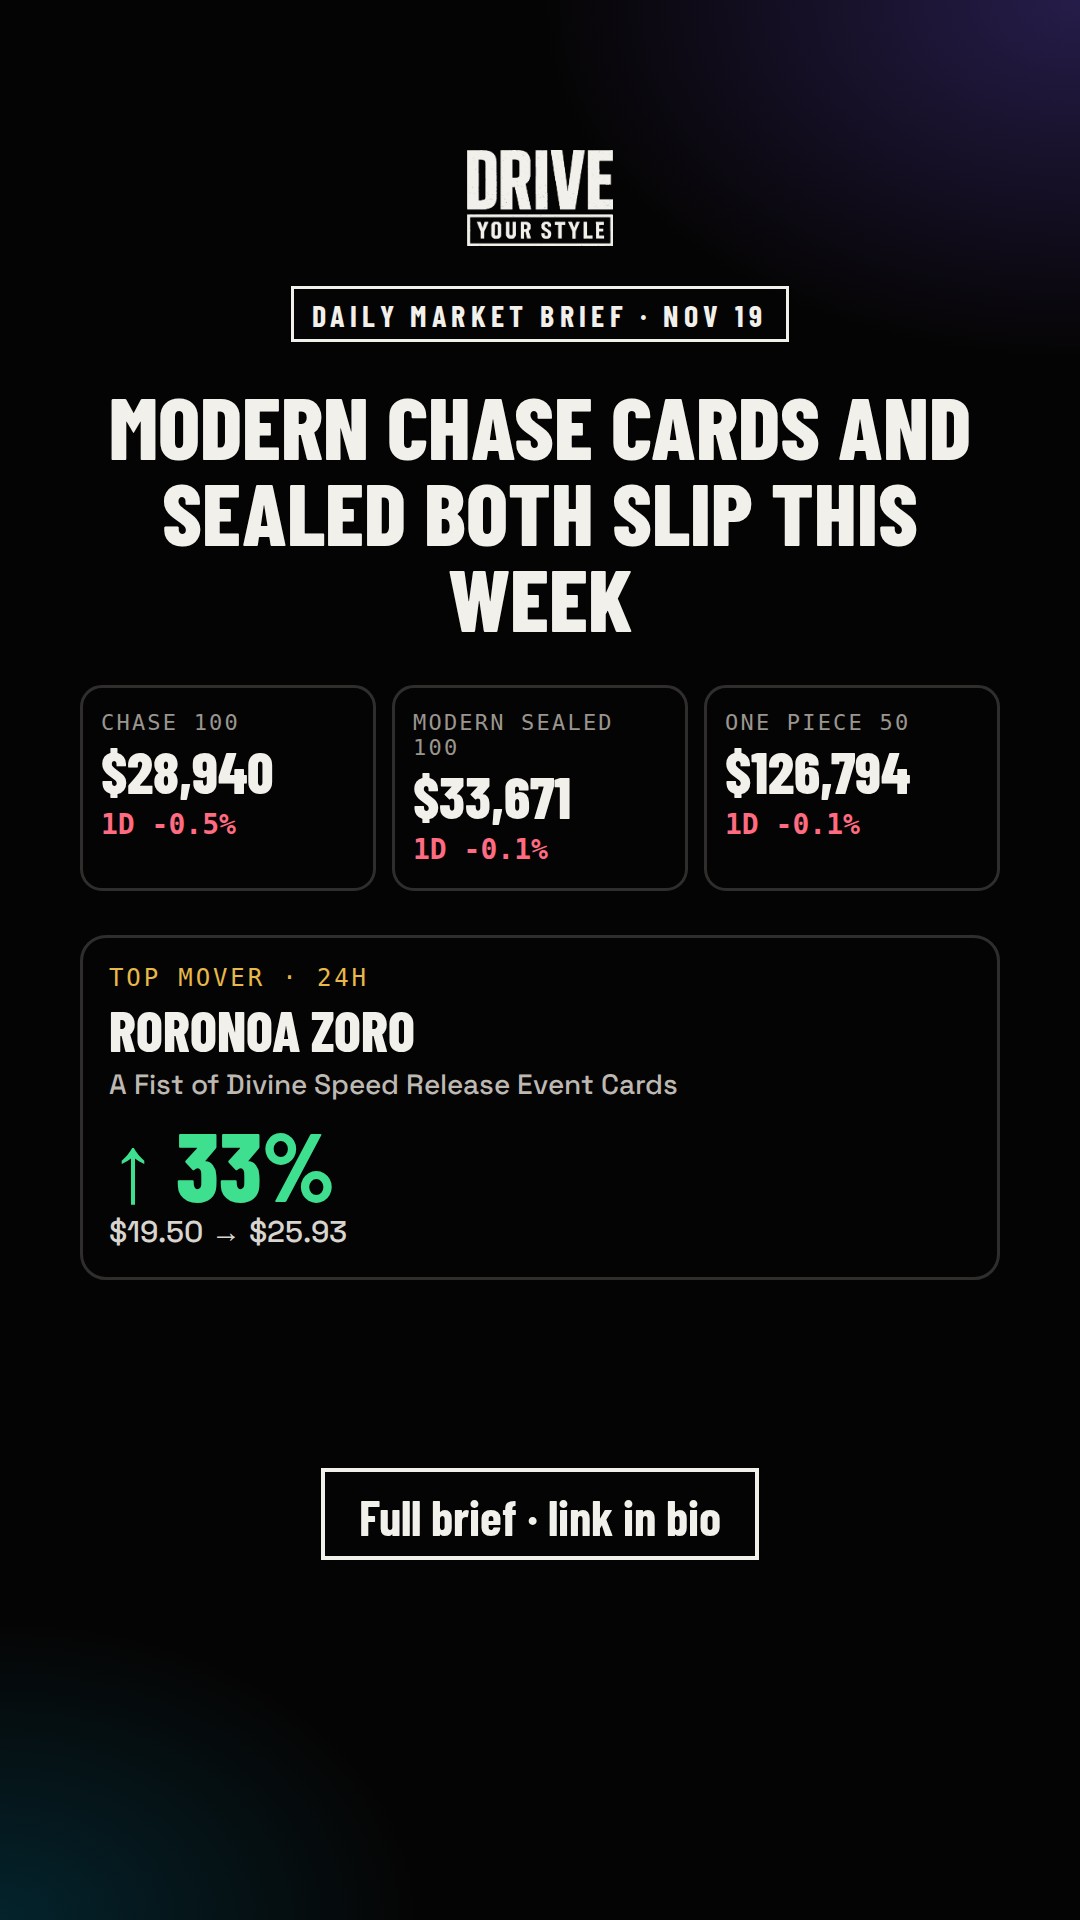 DRIVE
YOUR STYLE
DAILY MARKET BRIEF · NOV 19
MODERN CHASE CARDS AND
SEALED BOTH SLIP THIS
WEEK
CHASE 100
$28,940
1D -0.5%
MODERN SEALED
100
$33,671
1D -0.1%
ONE PIECE 50
$126,794
1D -0.1%
TOP MOVER · 24H
RORONOA ZORO
A Fist of Divine Speed Release Event Cards
↑ 33%
$19.50 → $25.93
Full brief · link in bio